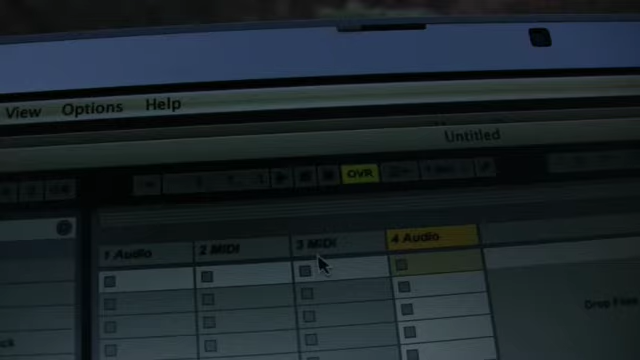 View Options Help
Untitled
OVR
1 Audio 2 MIDI 3 MIDI 4 Audio
Drop Files